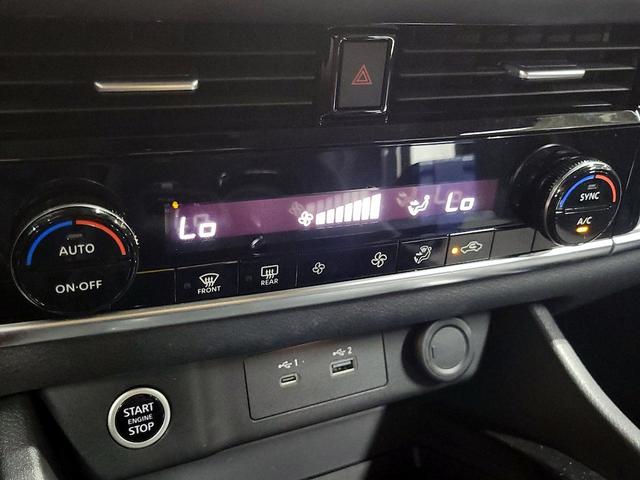 Lo
Lo
AUTO
ON·OFF
SYNC
A/C
FRONT
REAR
1
2
START
ENGINE
STOP